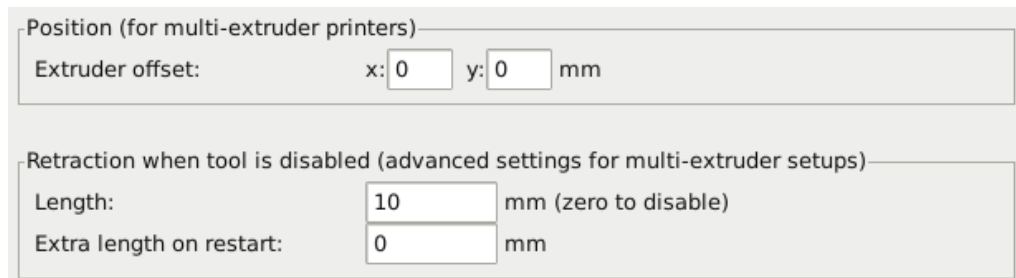 Position (for multi-extruder printers)
Extruder offset: x: 0 y: 0 mm
Retraction when tool is disabled (advanced settings for multi-extruder setups)
Length: 10 mm (zero to disable)
Extra length on restart: 0 mm